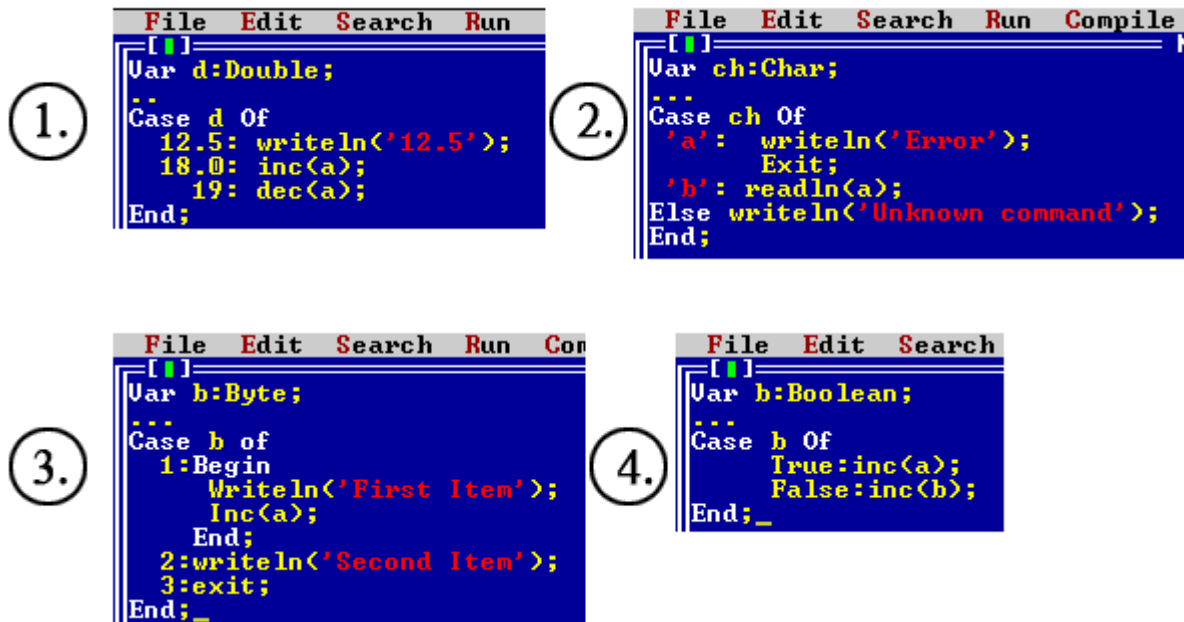 1.
File Edit Search Run
[ ]
Var d:Double;
..
Case d Of
12.5: writeln('12.5');
18.0: inc(a);
19: dec(a);
End;
2.
File Edit Search Run Compile
[ ]
Var ch:Char;
...
Case ch Of
'a': writeln('Error');
Exit;
'b': readln(a);
Else writeln('Unknown command');
End;
3.
File Edit Search Run Com
[ ]
Var b:Byte;
...
Case b of
1:Begin
Writeln('First Item');
Inc(a);
End;
2:writeln('Second Item');
3:exit;
End;_
4.
File Edit Search
[ ]
Var b:Boolean;
...
Case b Of
True:inc(a);
False:inc(b);
End;_